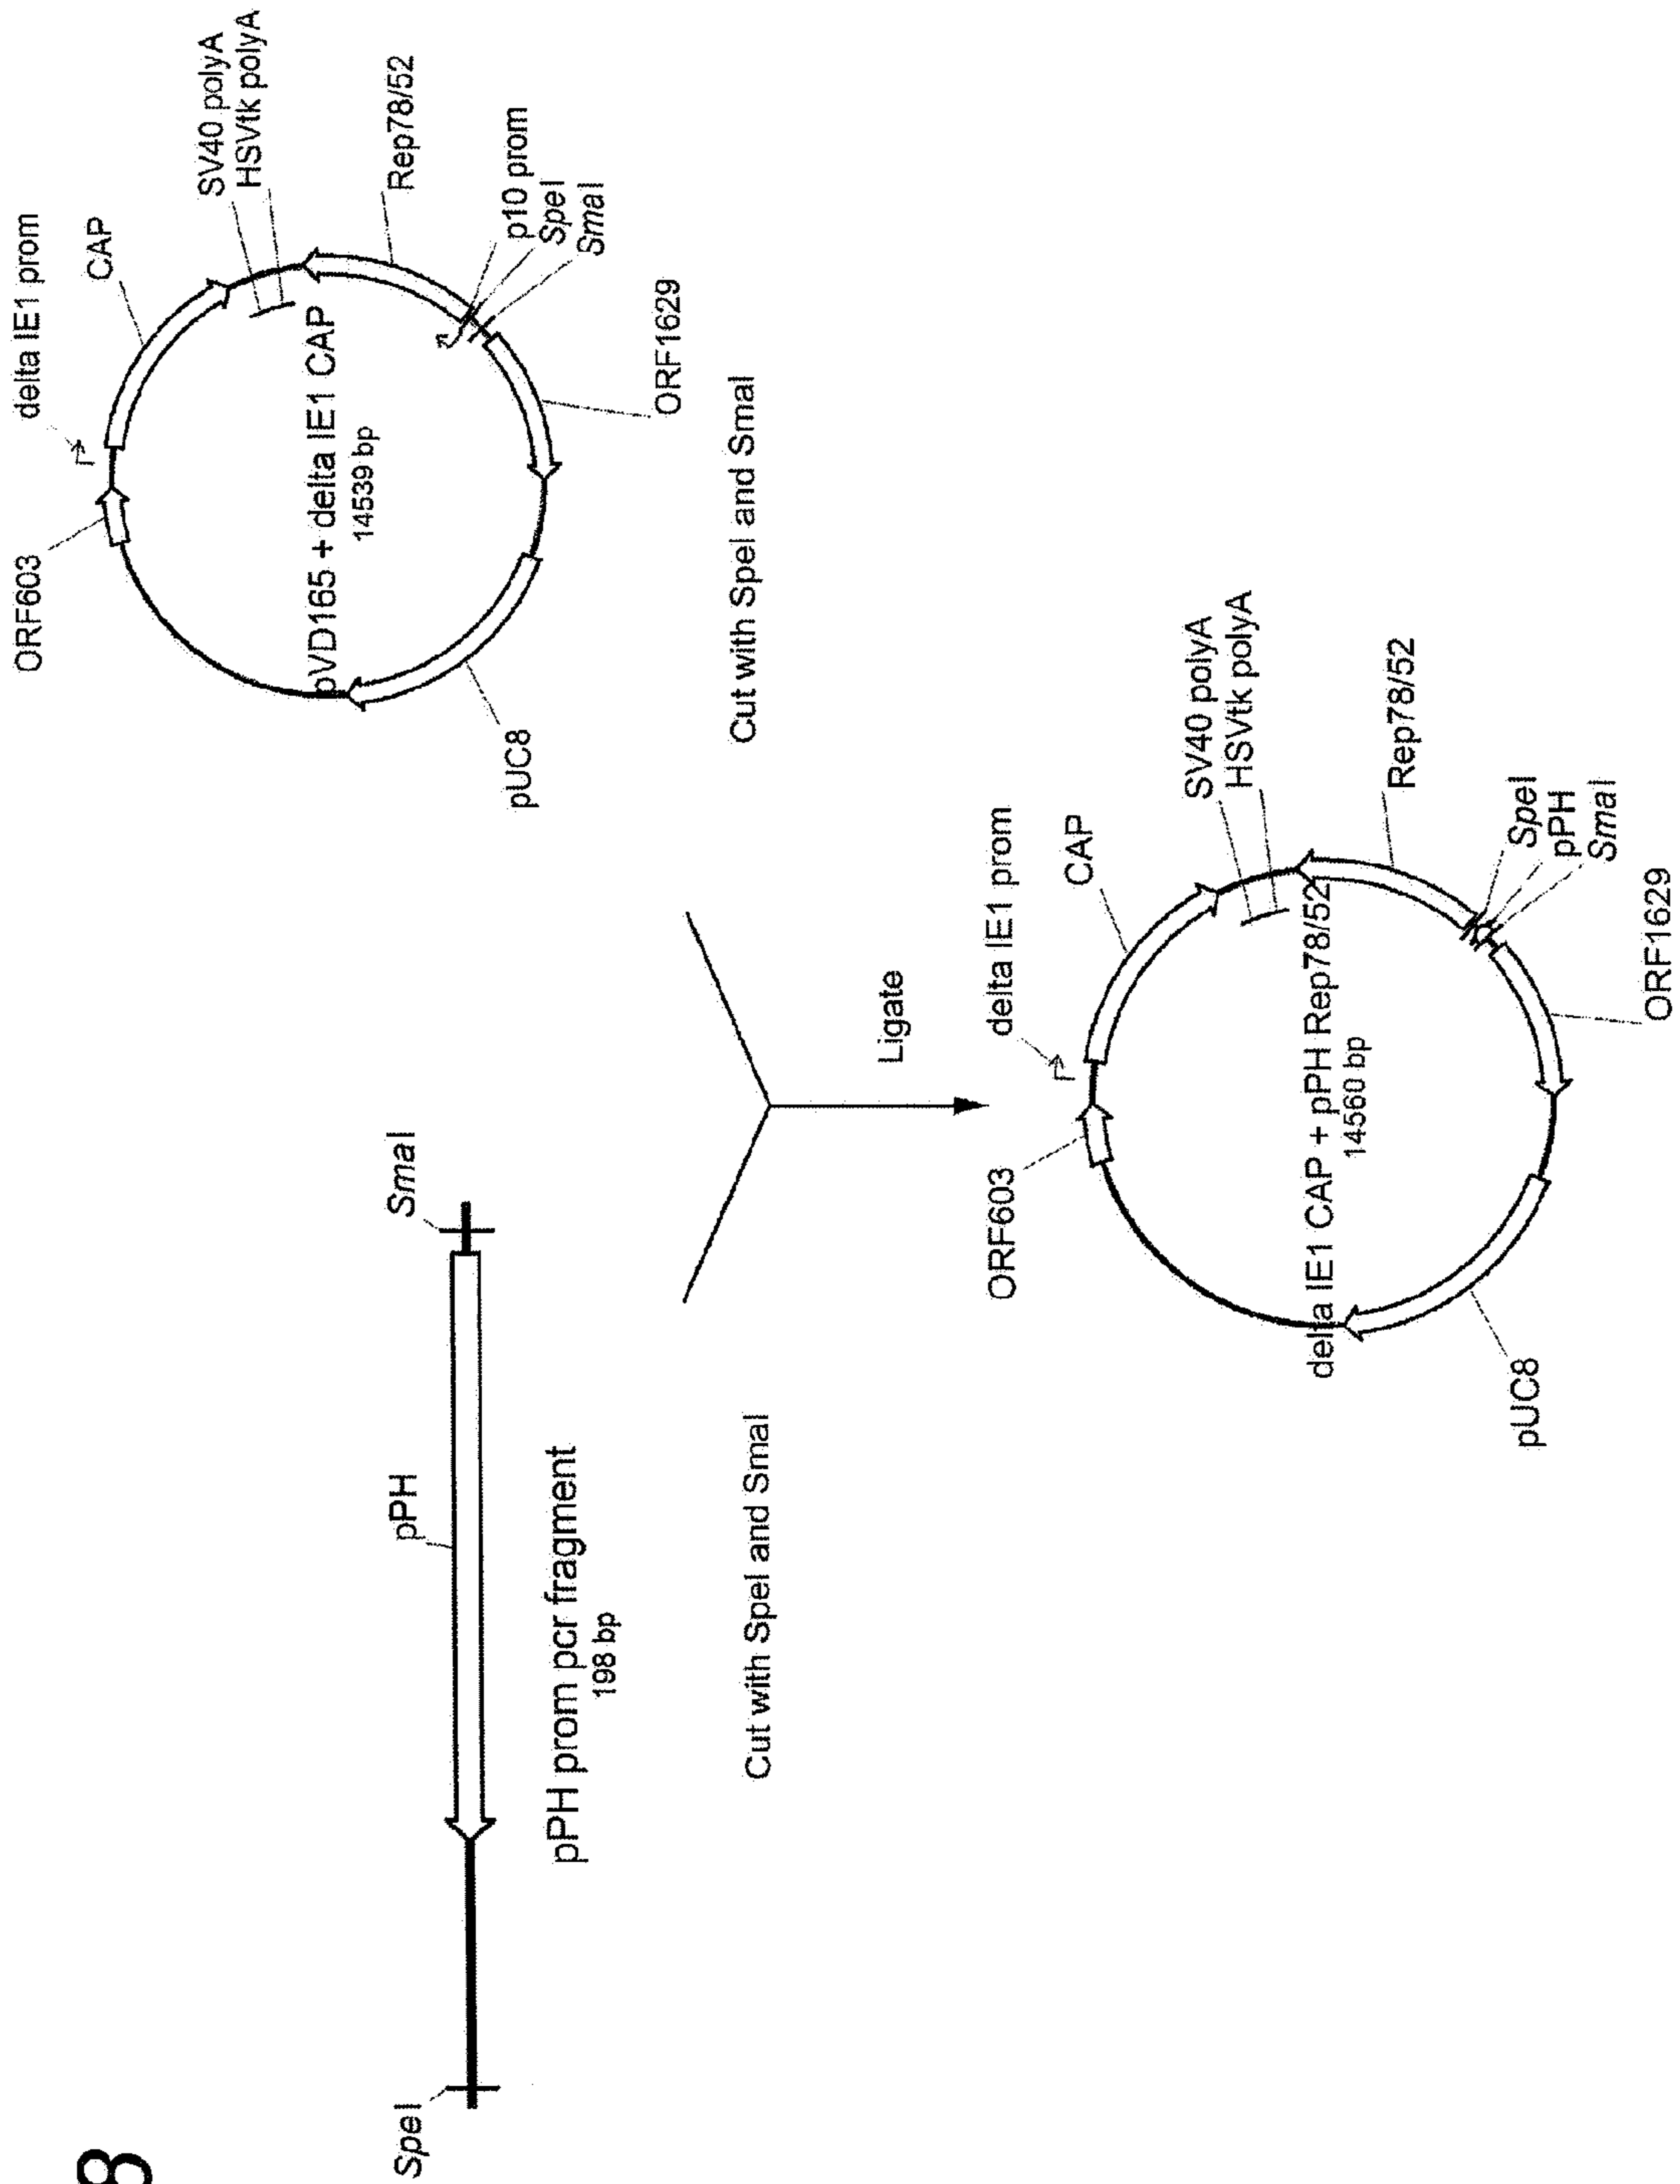 8
SpeI
pPH
SmaI
pPH prom pcr fragment
198 bp
Cut with SpeI and SmaI
ORF603
delta IE1 prom
CAP
SV40 polyA
HSVtk polyA
Rep78/52
p10 prom
SpeI
SmaI
ORF1629
pUC8
pVD165 + delta IE1 CAP
14539 bp
Cut with SpeI and SmaI
Ligate
ORF603
delta IE1 prom
CAP
SV40 polyA
HSVtk polyA
Rep78/52
SpeI
pPH
SmaI
ORF1629
pUC8
delta IE1 CAP + pPH Rep78/52
14560 bp